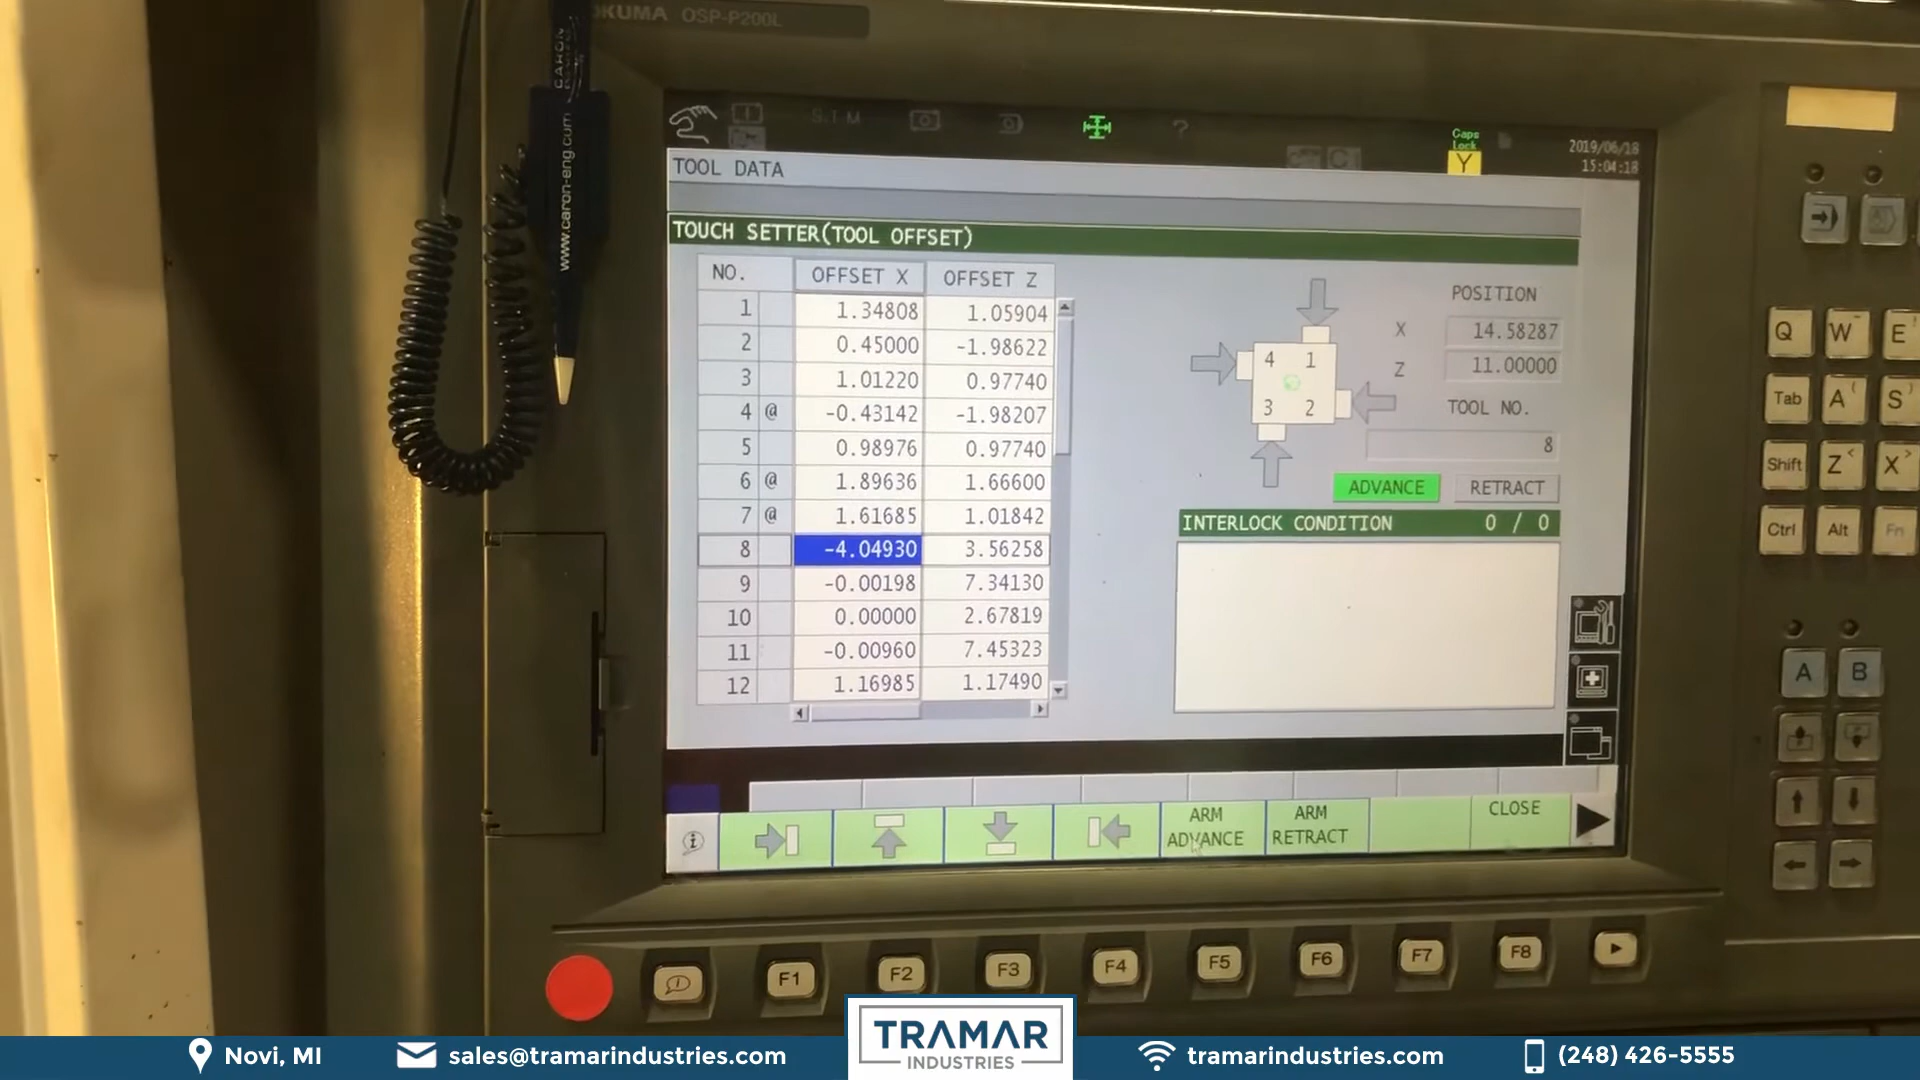 OKUMA OSP-P200L
CARON
www.caron-eng.com
S T M
?
Caps
Lock
Y
2019/06/18
15:04:18
TOOL DATA
TOUCH SETTER(TOOL OFFSET)
NO. OFFSET X OFFSET Z
1 1.34808 1.05904
2 0.45000 -1.98622
3 1.01220 0.97740
4 @ -0.43142 -1.98207
5 0.98976 0.97740
6 @ 1.89636 1.66600
7 @ 1.61685 1.01842
8 -4.04930 3.56258
9 -0.00198 7.34130
10 0.00000 2.67819
11 -0.00960 7.45323
12 1.16985 1.17490
4 1
3 2
POSITION
X 14.58287
Z 11.00000
TOOL NO.
8
ADVANCE RETRACT
INTERLOCK CONDITION 0 / 0
ARM
ADVANCE
ARM
RETRACT
CLOSE
F1 F2 F3 F4 F5 F6 F7 F8
Q W E
Tab A ( S )
Shift Z < X >
Ctrl Alt Fn
A B
TRAMAR
INDUSTRIES
Novi, MI
sales@tramarindustries.com
tramarindustries.com
(248) 426-5555